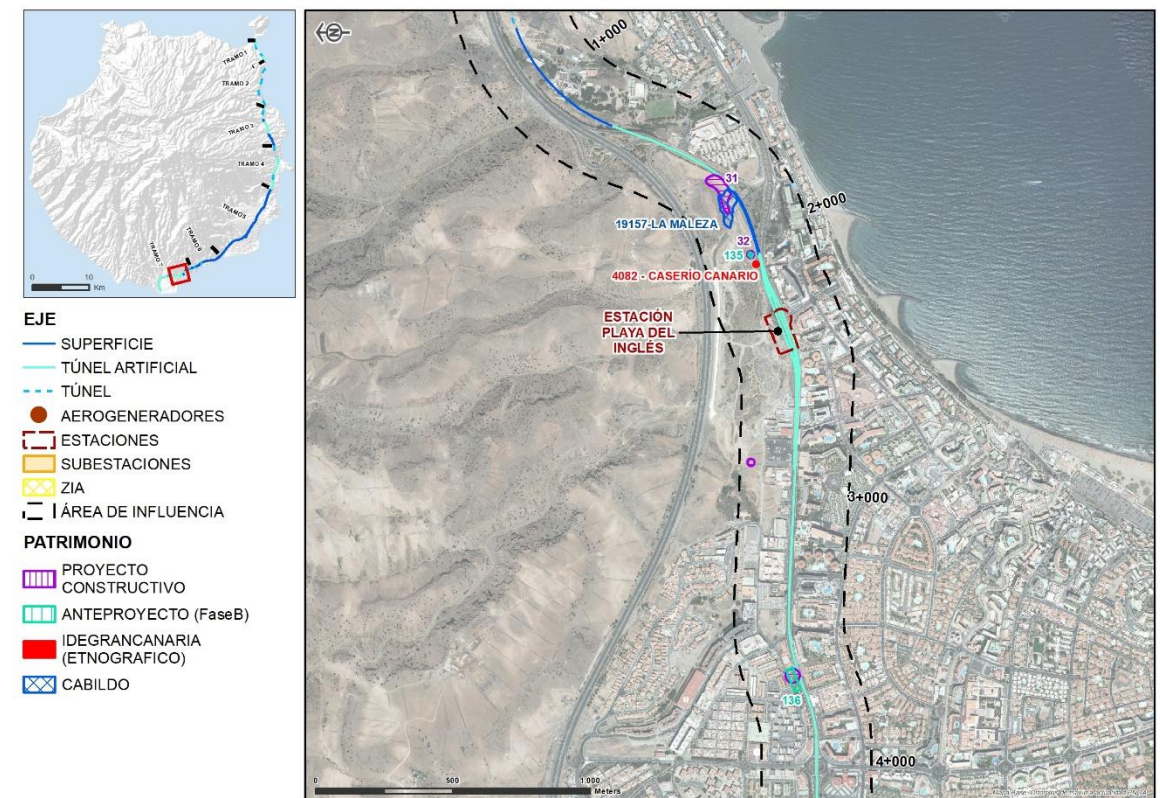 TRAMO 1
TRAMO 2
TRAMO 3
TRAMO 4
TRAMO 5
TRAMO 6
TRAMO 7
0 10
Km
EJE
SUPERFICIE
TÚNEL ARTIFICIAL
TÚNEL
AEROGENERADORES
ESTACIONES
SUBESTACIONES
ZIA
ÁREA DE INFLUENCIA
PATRIMONIO
PROYECTO
CONSTRUCTIVO
ANTEPROYECTO (FaseB)
IDEGRANCANARIA
(ETNOGRAFICO)
CABILDO
N
1+000
31
2+000
19157-LA MALEZA
32
135
4082 - CASERÍO CANARIO
ESTACIÓN
PLAYA DEL
INGLÉS
3+000
136
4+000
0 500 1.000
Meters